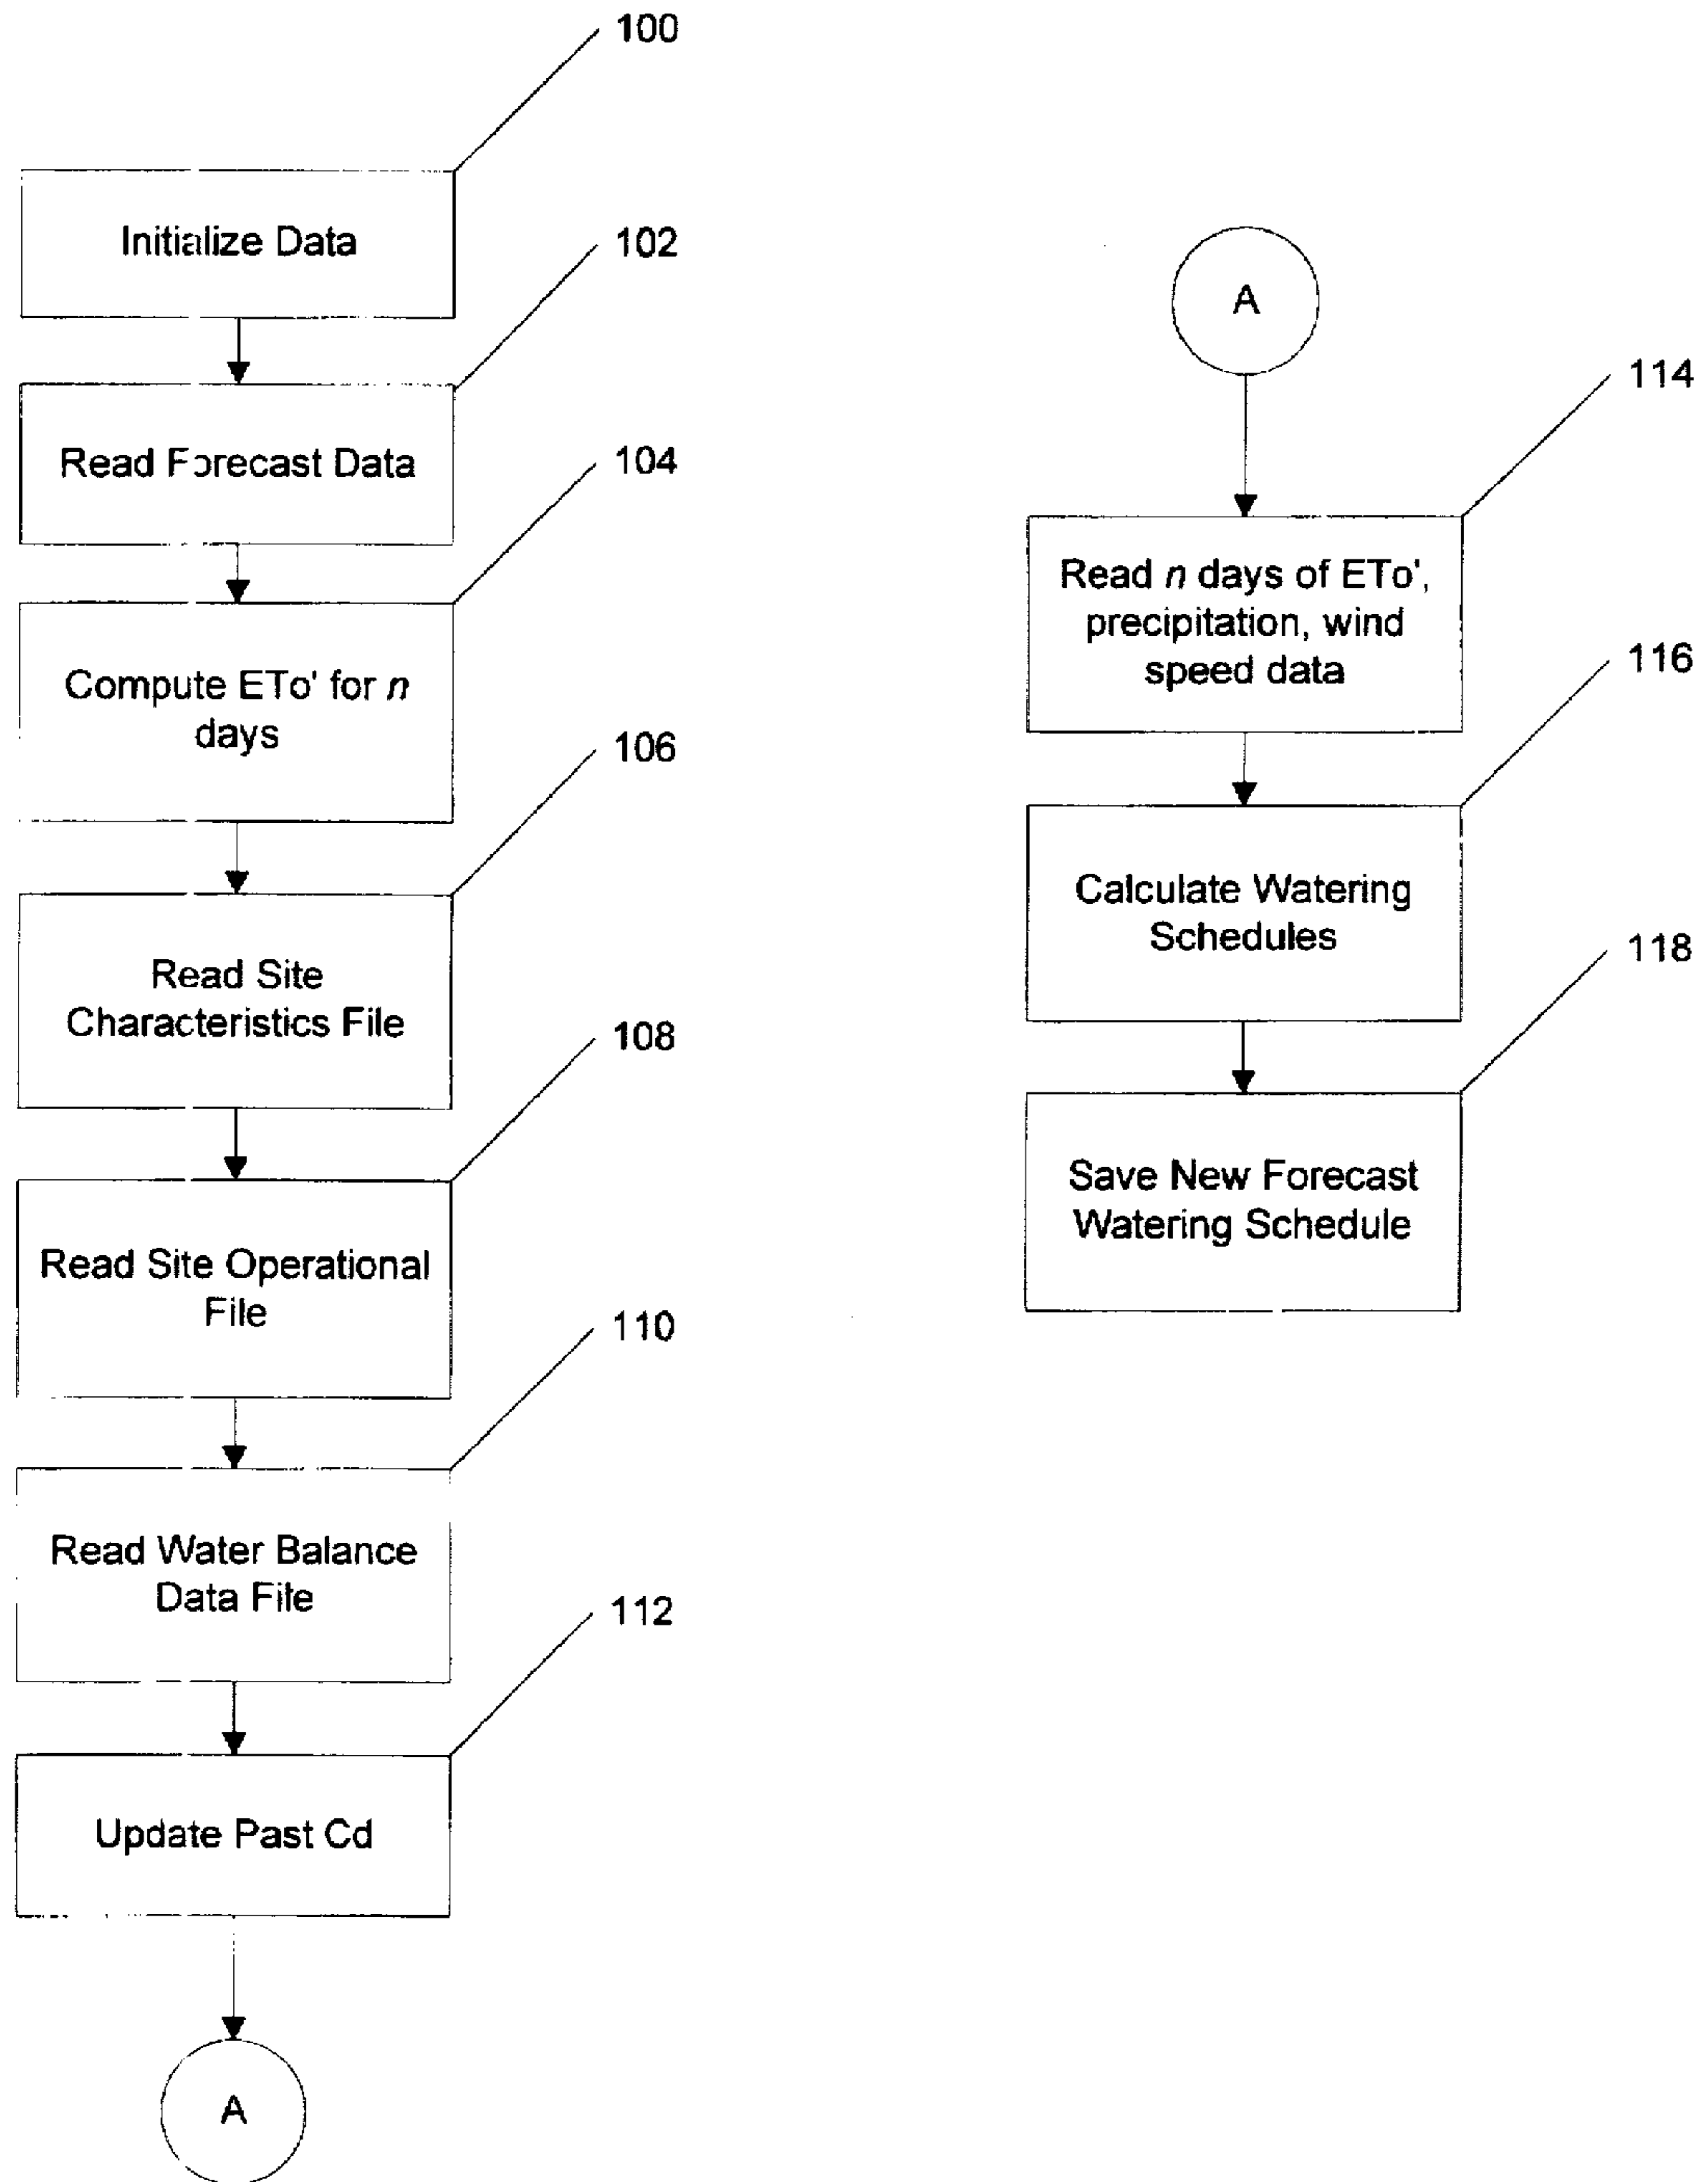 100
Initialize Data
102
Read Forecast Data
104
Compute ETo' for n
days
106
Read Site
Characteristics File
108
Read Site Operational
File
110
Read Water Balance
Data File
112
Update Past Cd
A
A
114
Read n days of ETo',
precipitation, wind
speed data
116
Calculate Watering
Schedules
118
Save New Forecast
Watering Schedule